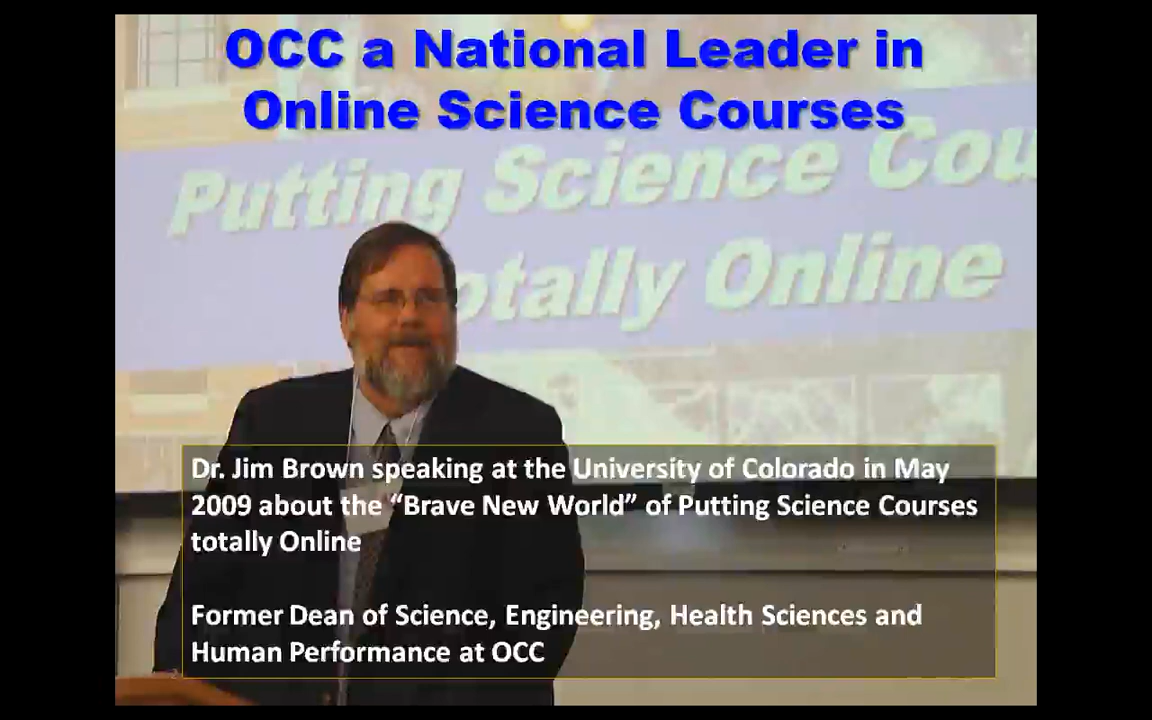 OCC a National Leader in
Online Science Courses
Putting Science Cou
otally Online
Dr. Jim Brown speaking at the University of Colorado in May
2009 about the “Brave New World” of Putting Science Courses
totally Online
Former Dean of Science, Engineering, Health Sciences and
Human Performance at OCC
2